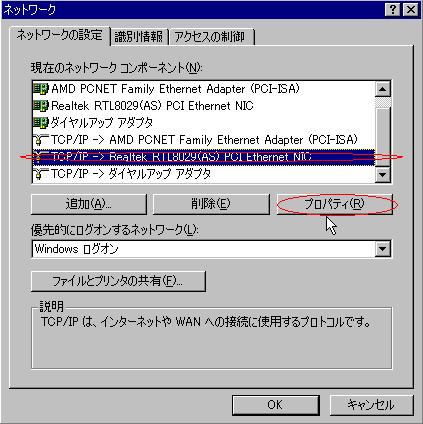 ネットワーク
ネットワークの設定 識別情報 アクセスの制御
現在のネットワーク コンポーネント(N):
AMD PCNET Family Ethernet Adapter (PCI-ISA)
Realtek RTL8029(AS) PCI Ethernet NIC
ダイヤルアップ アダプタ
TCP/IP -> AMD PCNET Family Ethernet Adapter (PCI-ISA)
TCP/IP -> Realtek RTL8029(AS) PCI Ethernet NIC
TCP/IP -> ダイヤルアップ アダプタ
追加(A)... 削除(E) プロパティ(R)
優先的にログオンするネットワーク(L):
Windows ログオン
ファイルとプリンタの共有(F)...
説明
TCP/IP は、インターネットや WAN への接続に使用するプロトコルです。
OK キャンセル